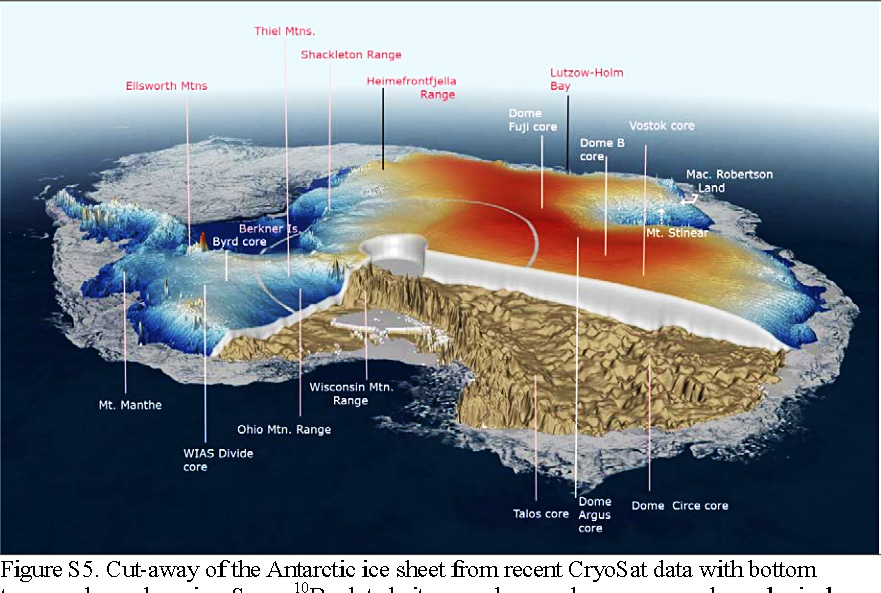 Thiel Mtns.
Shackleton Range
Ellsworth Mtns
Heimefrontfjella
Range
Lutzow-Holm
Bay
Dome
Fuji core
Dome B
core
Vostok core
Mac. Robertson
Land
Mt. Stinear
Berkner Is.
Byrd core
Mt. Manthe
WIAS Divide
core
Ohio Mtn. Range
Wisconsin Mtn.
Range
Talos core
Dome
Argus
core
Dome Circe core
Figure S5. Cut-away of the Antarctic ice sheet from recent CryoSat data with bottom